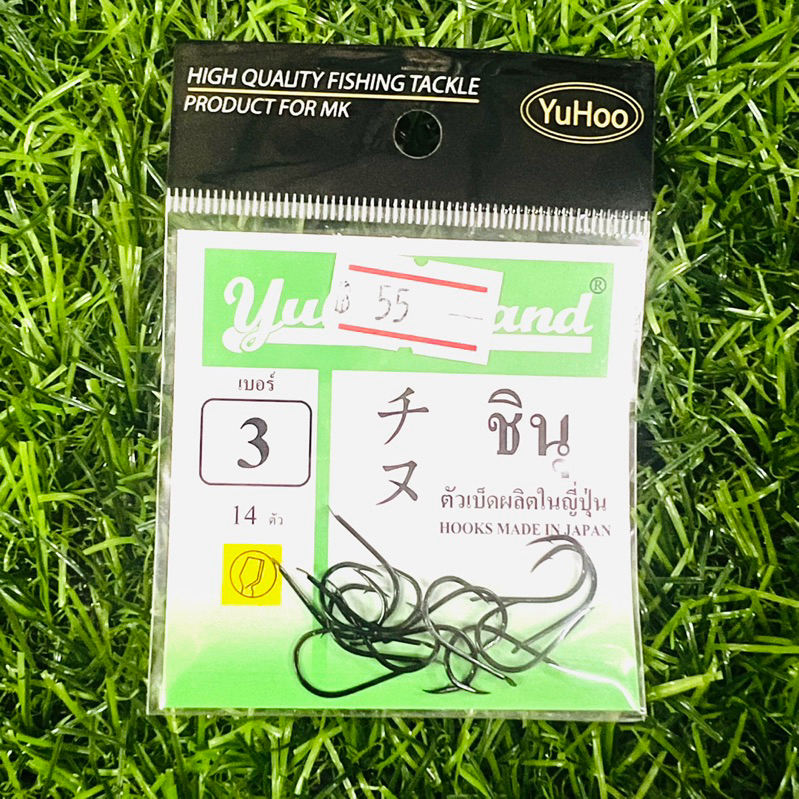 HIGH QUALITY FISHING TACKLE
PRODUCT FOR MK
YuHoo
55
®
เบอร์
3
14 ตัว
チヌ
ชินุ
ตัวเบ็ดผลิตในญี่ปุ่น
HOOKS MADE IN JAPAN